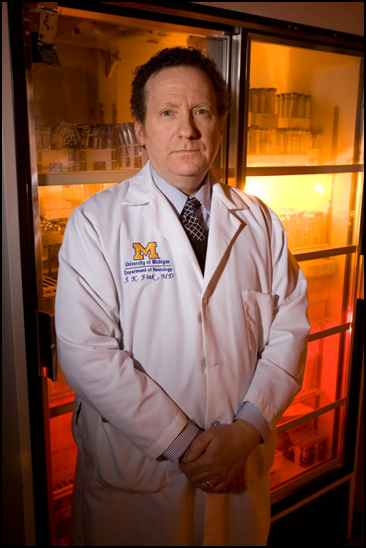 M
University of Michigan
Department of Neurology
J. K. Fink, MD